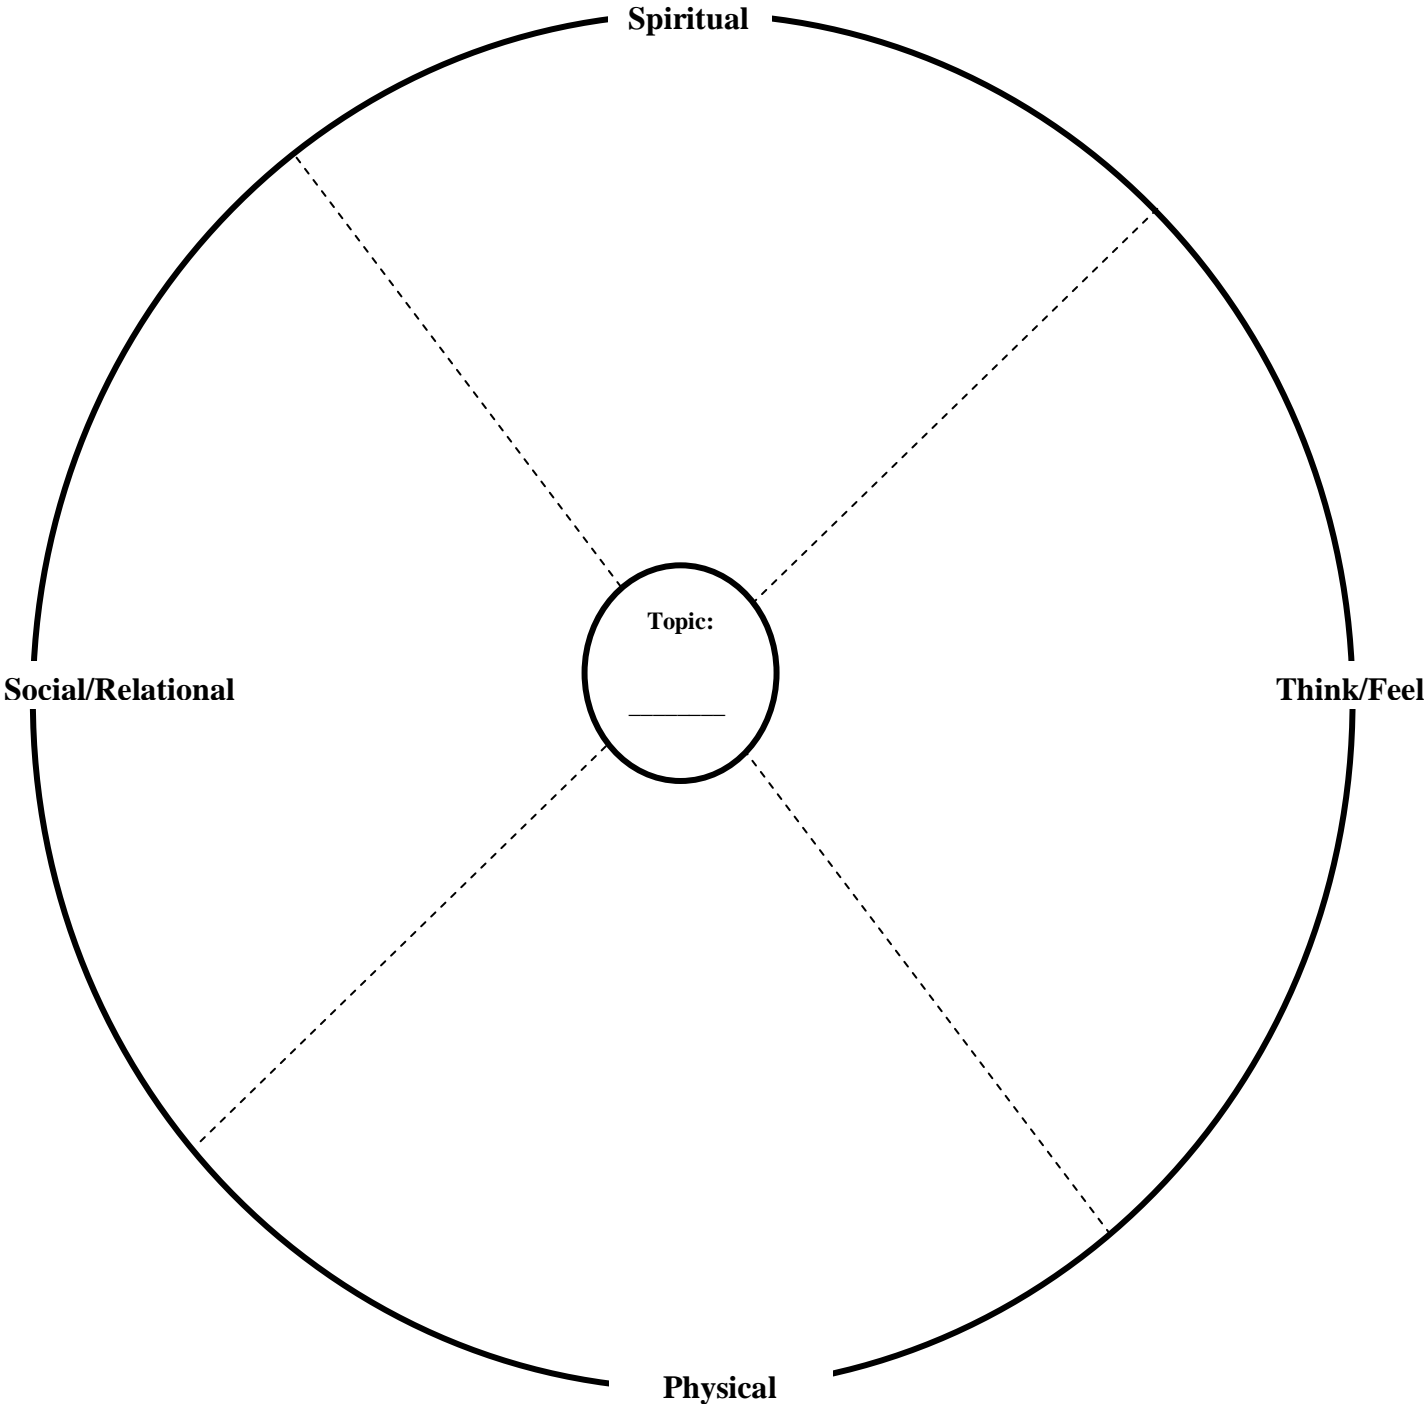 Spiritual
Topic:
________
Social/Relational
Think/Feel
Physical